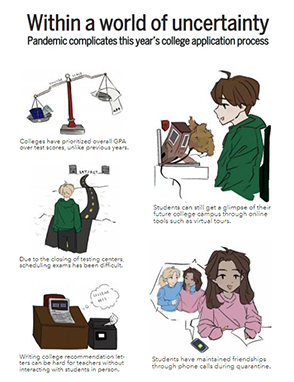 Within a world of uncertainty
Pandemic complicates this year's college application process
Colleges have prioritized overall GPA
over test scores, unlike previous years.
SAT/ACT
Due to the closing of testing centers,
scheduling exams has been difficult.
Writing college recommendation let-
ters can be hard for teachers without
interacting with students in person.
Students can still get a glimpse of their
future college campus through online
tools such as virtual tours.
Students have maintained friendships
through phone calls during quarantine.